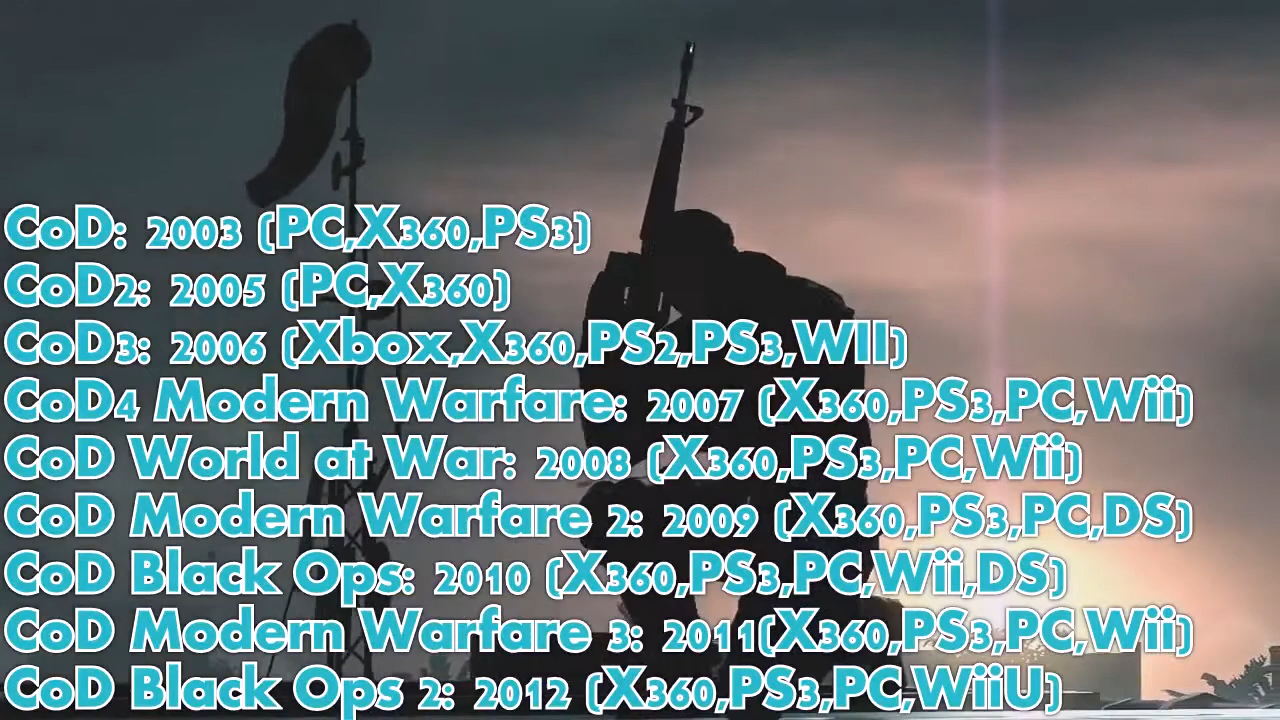 CoD: 2003 (PC,X360,PS3)
CoD2: 2005 (PC,X360)
CoD3: 2006 (Xbox,X360,PS2,PS3,WII)
CoD4 Modern Warfare: 2007 (X360,PS3,PC,Wii)
CoD World at War: 2008 (X360,PS3,PC,Wii)
CoD Modern Warfare 2: 2009 (X360,PS3,PC,DS)
CoD Black Ops: 2010 (X360,PS3,PC,Wii,DS)
CoD Modern Warfare 3: 2011(X360,PS3,PC,Wii)
CoD Black Ops 2: 2012 (X360,PS3,PC,WiiU)